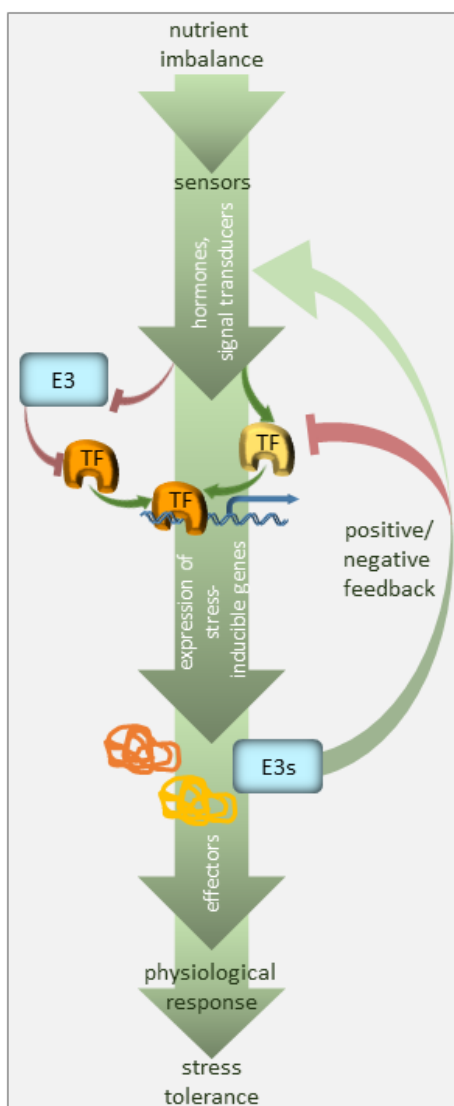 nutrient
imbalance
sensors
hormones,
signal transducers
E3
TF
TF
TF
positive/
negative
feedback
expression of
stress-
inducible genes
E3s
effectors
physiological
response
stress
tolerance